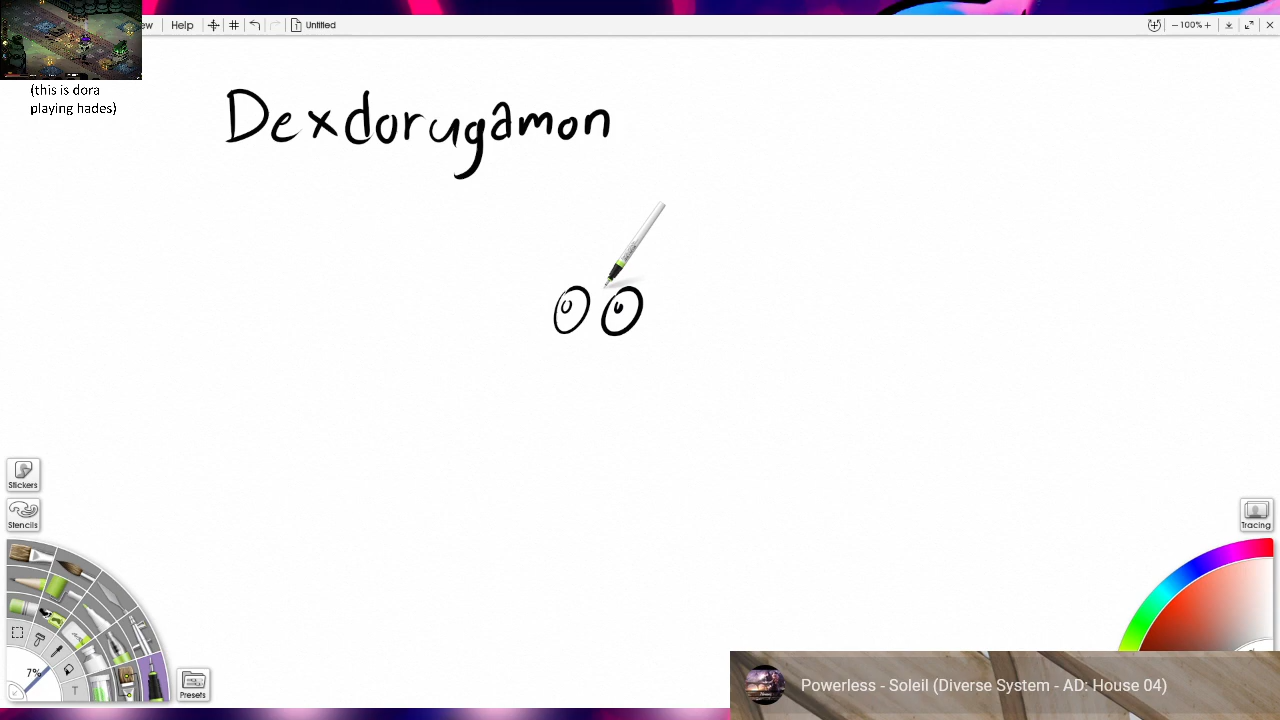 ew Help Untitled 100%
(this is dora
playing hades)
Dexdorugamon
Stickers
Stencils
Tracing
7%
T
Presets
Powerless - Soleil (Diverse System - AD: House 04)